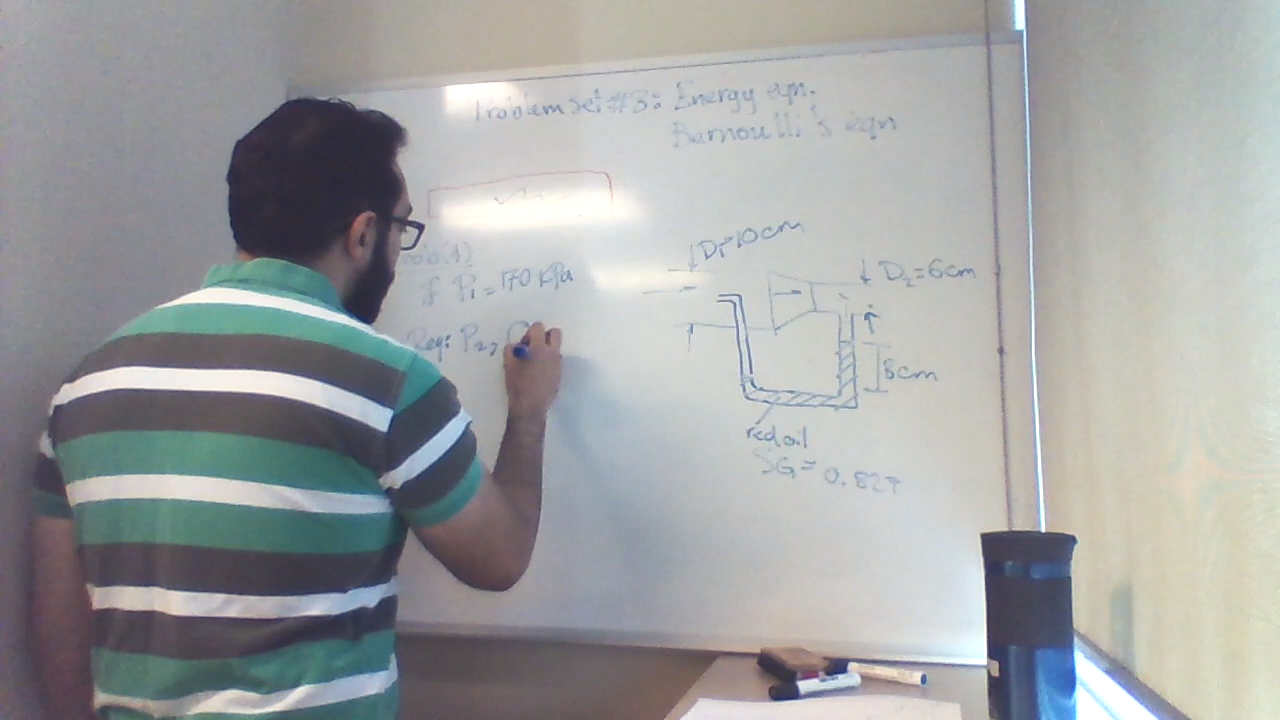 Problem set #3: Energy eqn.
Bernoulli's eqn
ob(1)
if P₁ = 170 kPa
Req: P₂,
D₁=10cm
D₂=6cm
8cm
red oil
SG = 0.827